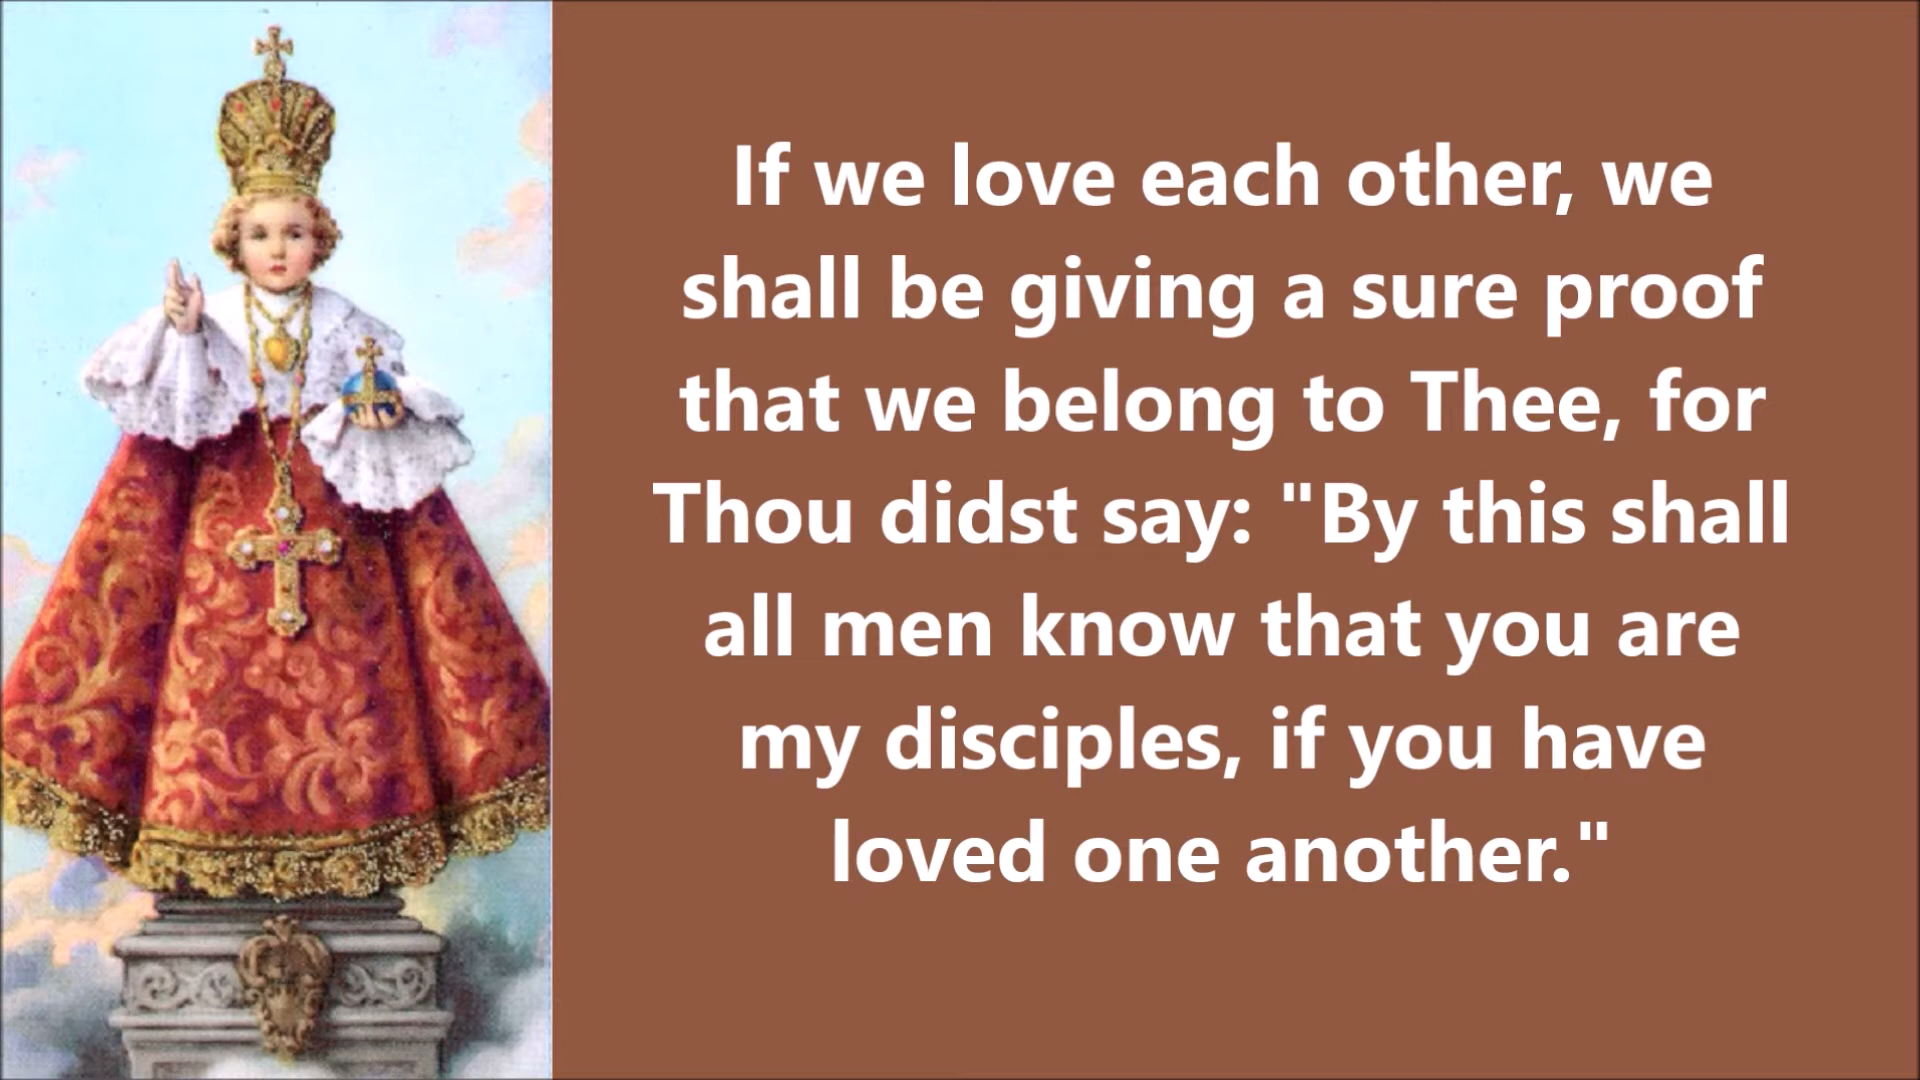 If we love each other, we
shall be giving a sure proof
that we belong to Thee, for
Thou didst say: "By this shall
all men know that you are
my disciples, if you have
loved one another."